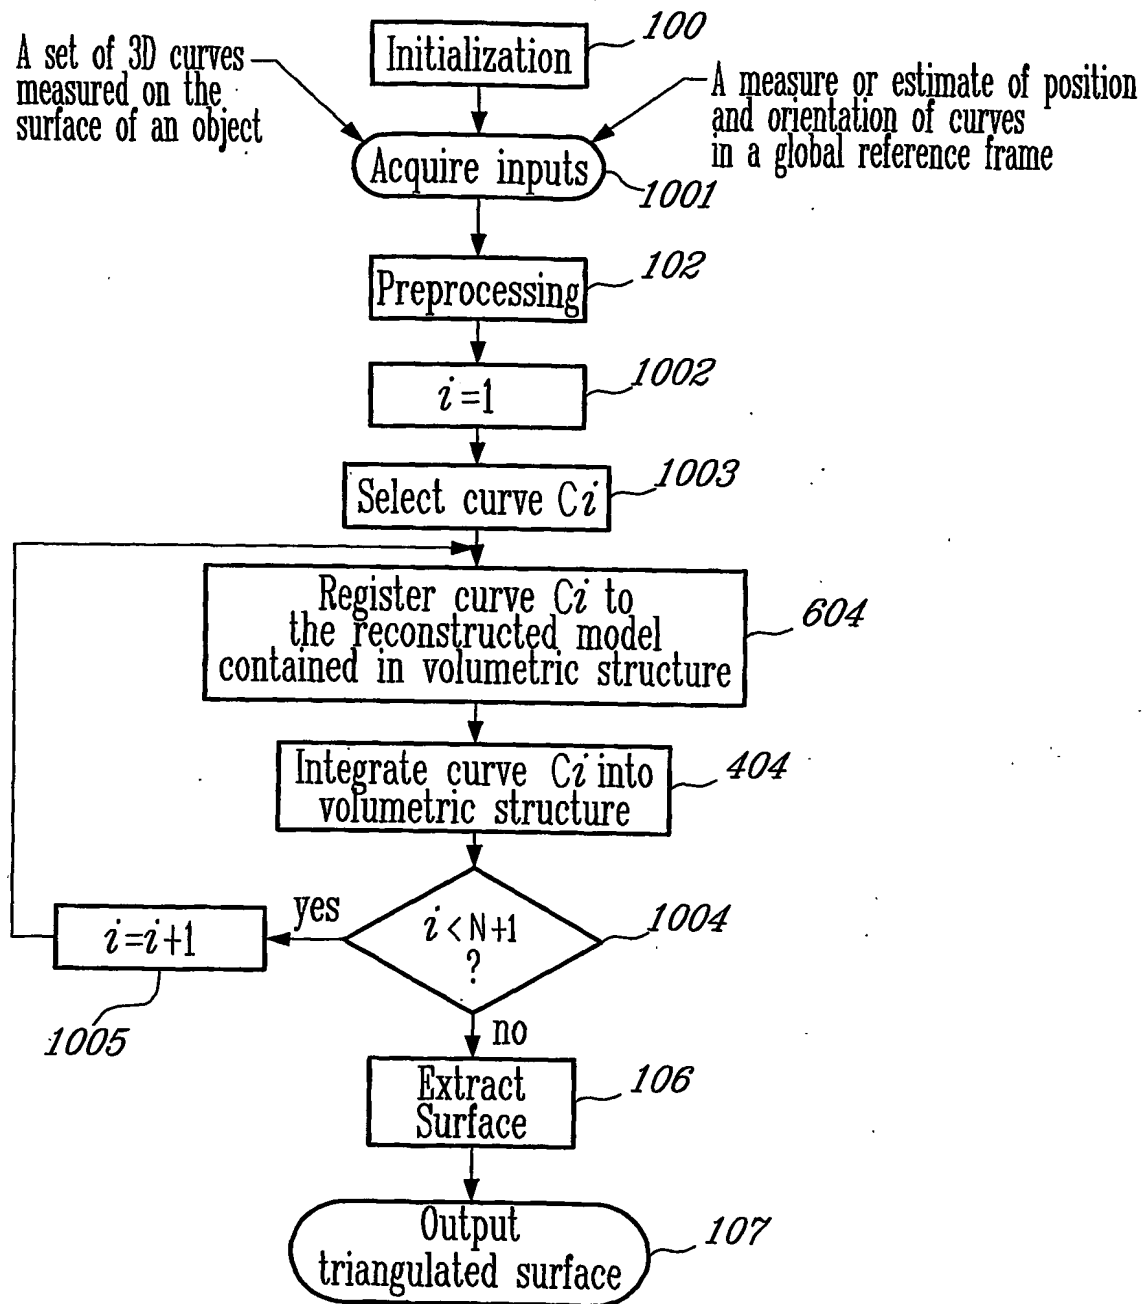 100
Initialization
A set of 3D curves
measured on the
surface of an object
A measure or estimate of position
and orientation of curves
in a global reference frame
Acquire inputs
1001
102
Preprocessing
1002
i=1
1003
Select curve Ci
Register curve Ci to
the reconstructed model
contained in volumetric structure
604
Integrate curve Ci into
volumetric structure
404
yes
i<N+1
?
1004
i=i+1
1005
no
Extract
Surface
106
Output
triangulated surface
107